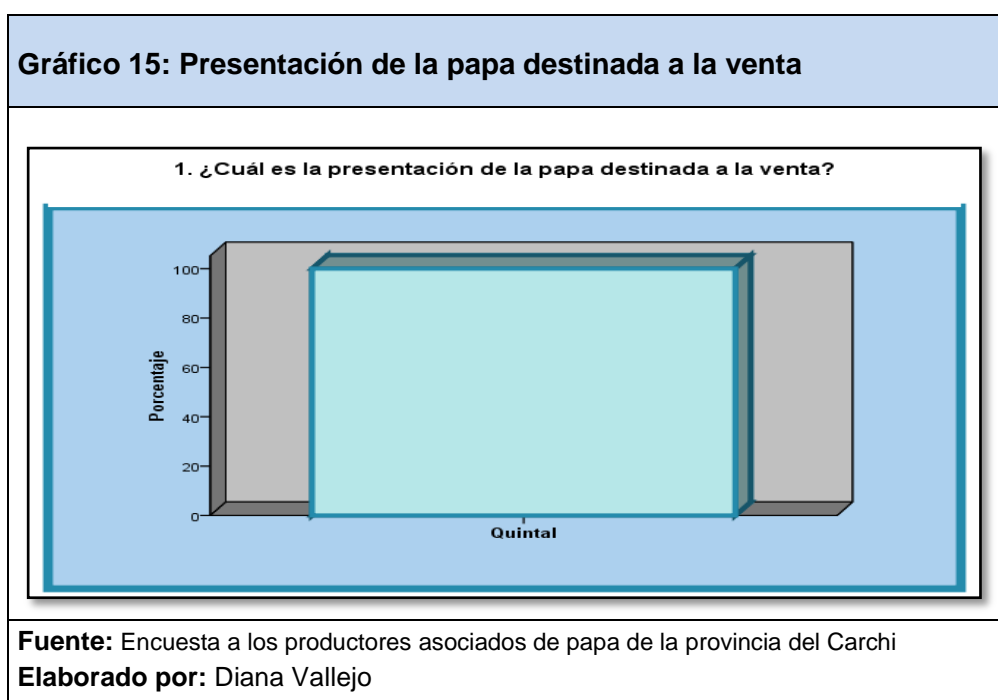 Gráfico 15: Presentación de la papa destinada a la venta
1. ¿Cuál es la presentación de la papa destinada a la venta?
100
80
60
40
20
0
Porcentaje
Quintal
Fuente: Encuesta a los productores asociados de papa de la provincia del Carchi
Elaborado por: Diana Vallejo